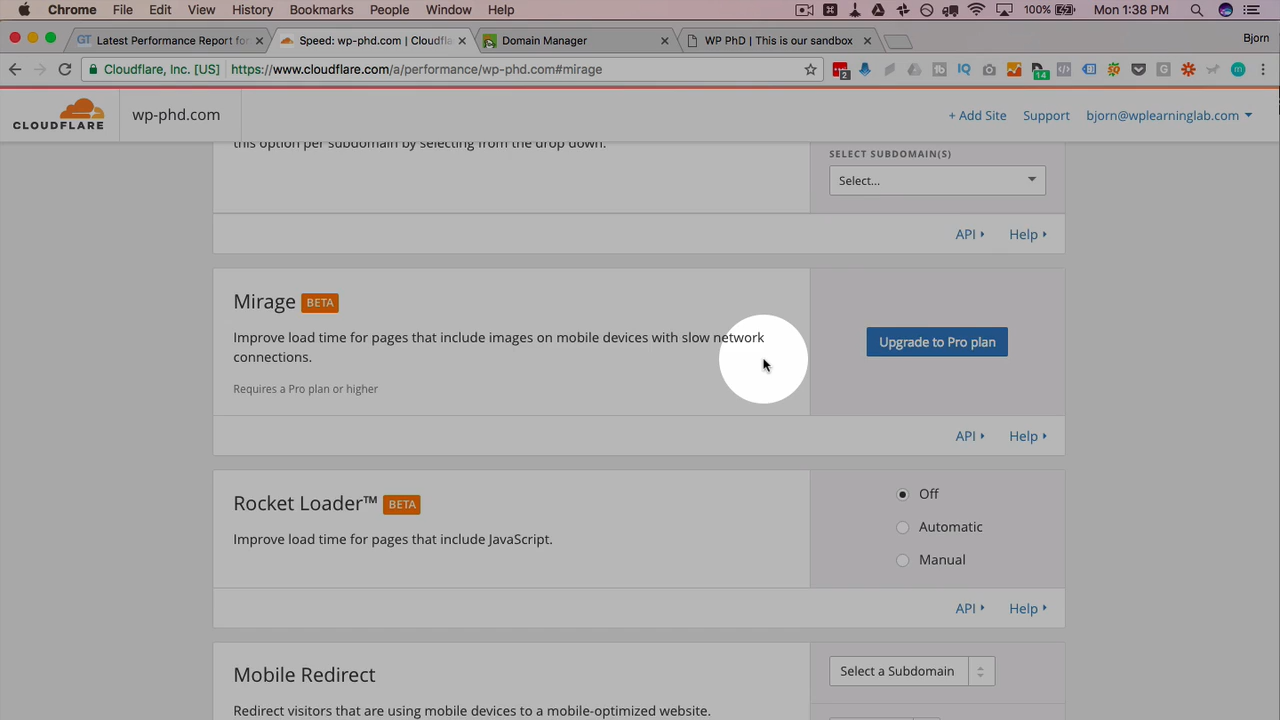 Chrome File Edit View History Bookmarks People Window Help 100% Mon 1:38 PM
Latest Performance Report for Speed: wp-phd.com | Cloudfla Domain Manager WP PhD | This is our sandbox Bjorn
Cloudflare, Inc. [US] https://www.cloudflare.com/a/performance/wp-phd.com#mirage 2 14
CLOUDFLARE wp-phd.com + Add Site Support bjorn@wplearninglab.com
this option per subdomain by selecting from the drop down.
SELECT SUBDOMAIN(S)
Select...
API Help
Mirage BETA
Improve load time for pages that include images on mobile devices with slow network
connections.
Requires a Pro plan or higher
Upgrade to Pro plan
API Help
Rocket Loader™ BETA
Improve load time for pages that include JavaScript.
Off
Automatic
Manual
API Help
Mobile Redirect
Redirect visitors that are using mobile devices to a mobile-optimized website.
Select a Subdomain